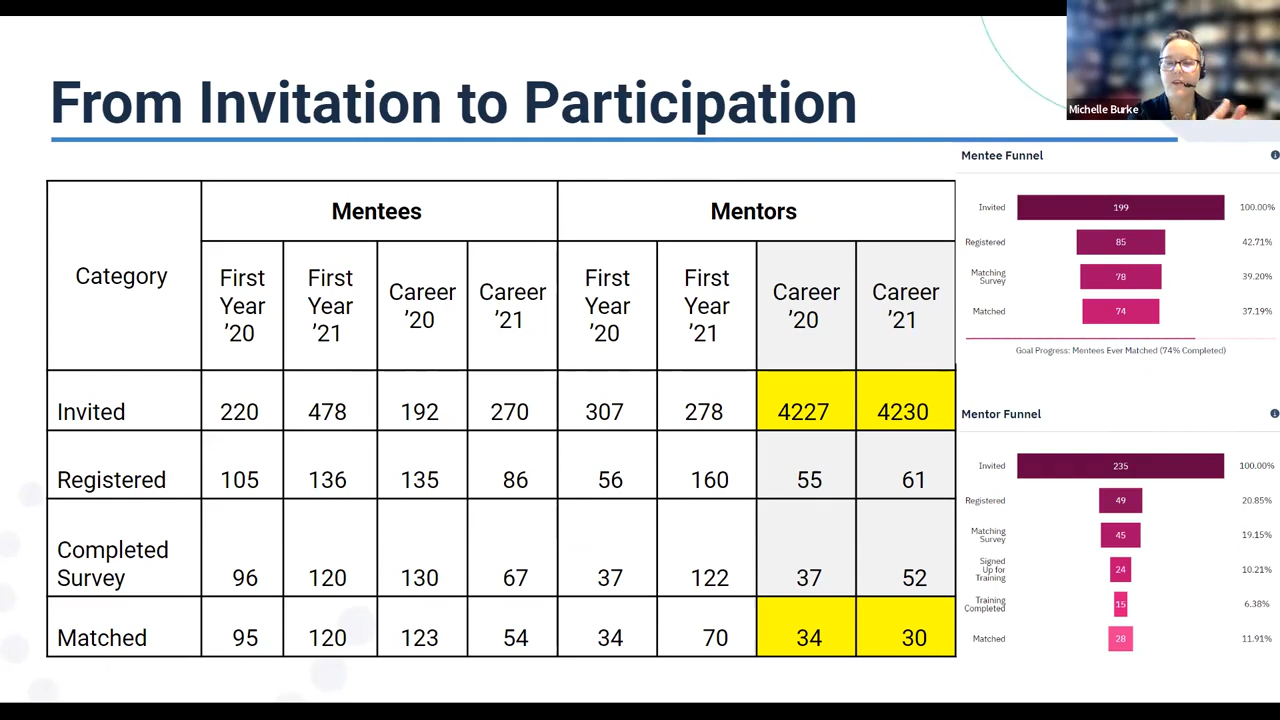 From Invitation to Participation
Michelle Burke
Category
Mentees
Mentors
First Year '20
First Year '21
Career '20
Career '21
First Year '20
First Year '21
Career '20
Career '21
Invited 220 478 192 270 307 278 4227 4230
Registered 105 136 135 86 56 160 55 61
Completed Survey 96 120 130 67 37 122 37 52
Matched 95 120 123 54 34 70 34 30
Mentee Funnel
Invited 199 100.00%
Registered 85 42.71%
Matching Survey 78 39.20%
Matched 74 37.19%
Goal Progress: Mentees Ever Matched (74% Completed)
Mentor Funnel
Invited 235 100.00%
Registered 49 20.85%
Matching Survey 45 19.15%
Signed Up for Training 24 10.21%
Training Completed 15 6.38%
Matched 28 11.91%